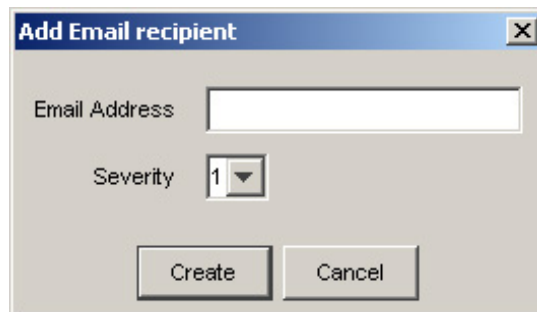 Add Email recipient
Email Address
Severity 1
Create Cancel